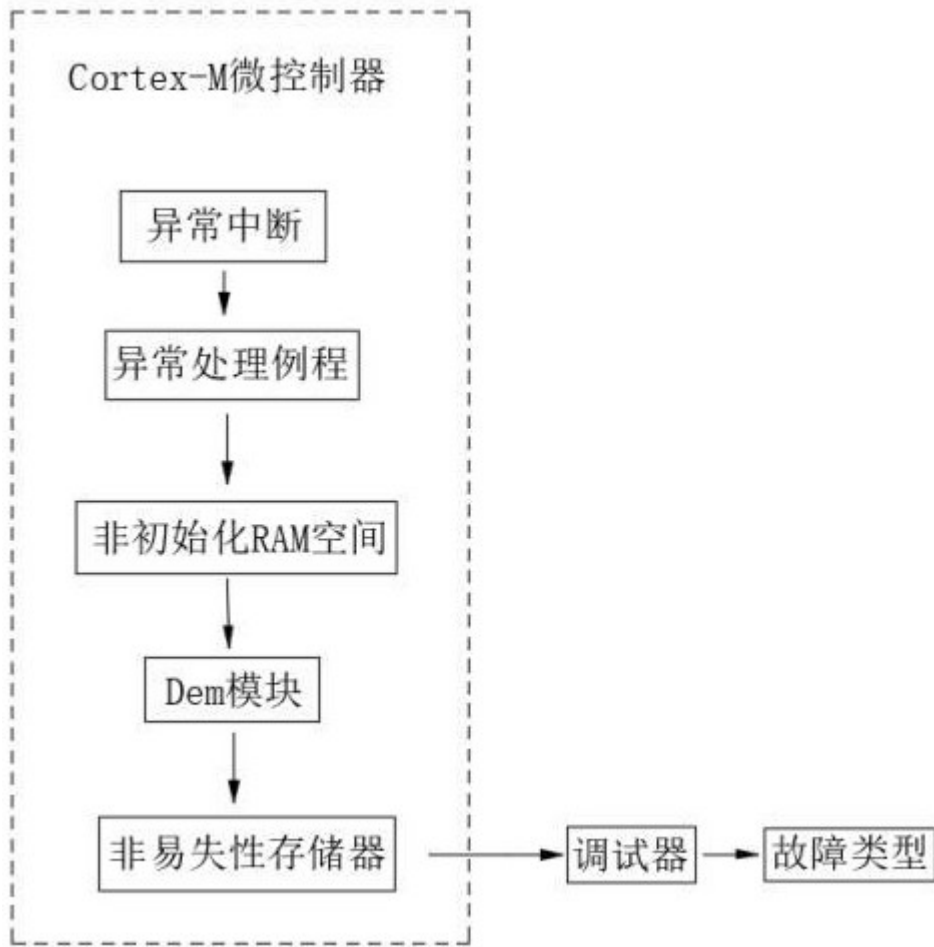 Cortex-M微控制器
异常中断
异常处理例程
非初始化RAM空间
Dem模块
非易失性存储器
调试器
故障类型